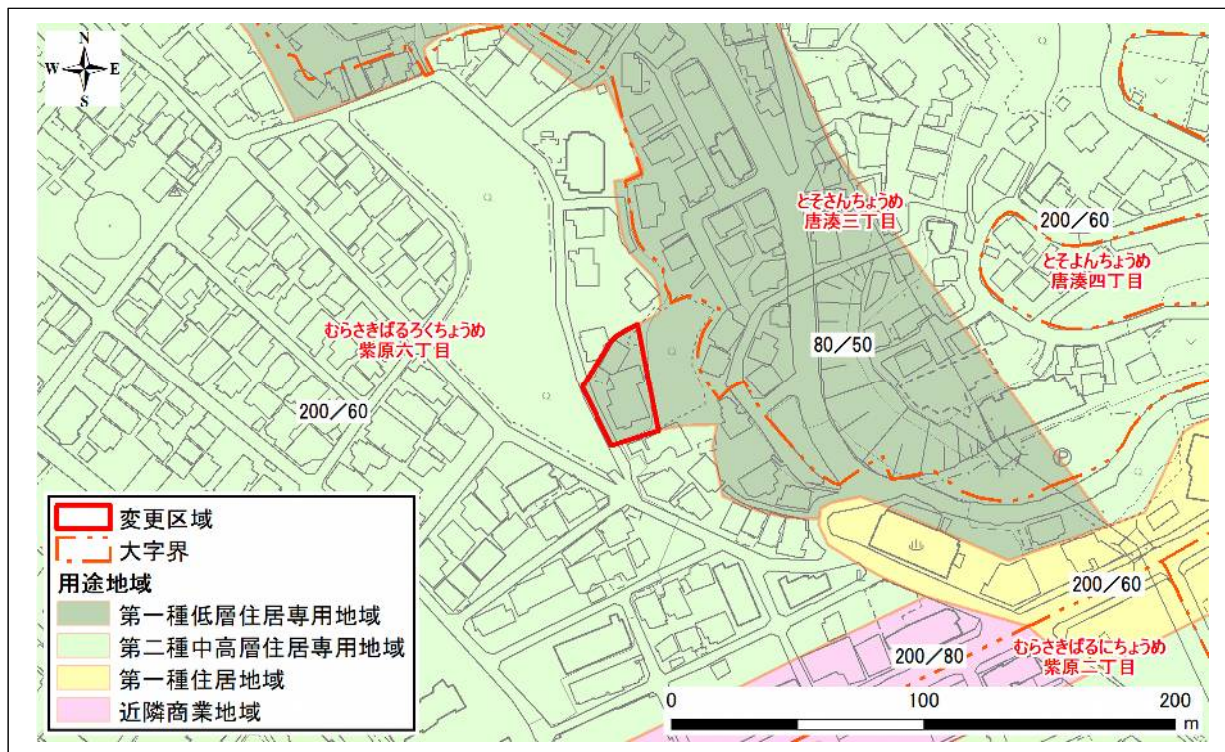 N
W E
S
とそさんちょうめ
唐湊三丁目
200/60
とそよんちょうめ
唐湊四丁目
むらさきばるろくちょうめ
紫原六丁目
80/50
200/60
P
変更区域
大字界
用途地域
第一種低層住居専用地域
第二種中高層住居専用地域
第一種住居地域
近隣商業地域
200/60
むらさきばるにちょうめ
紫原二丁目
200/80
0 100 200
m